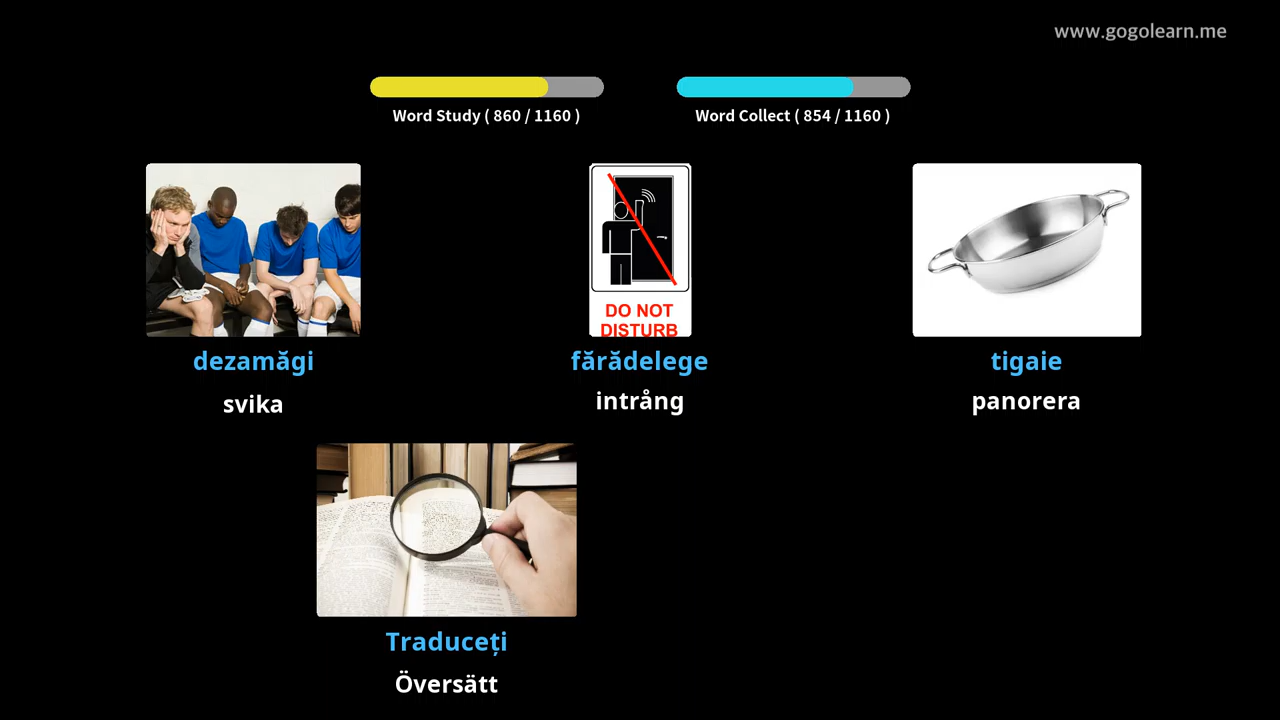 www.gogolearn.me
Word Study ( 860 / 1160 )
Word Collect ( 854 / 1160 )
DO NOT
DISTURB
dezamăgi
fărădelege
tigaie
svika
intrång
panorera
Traduceți
Översätt